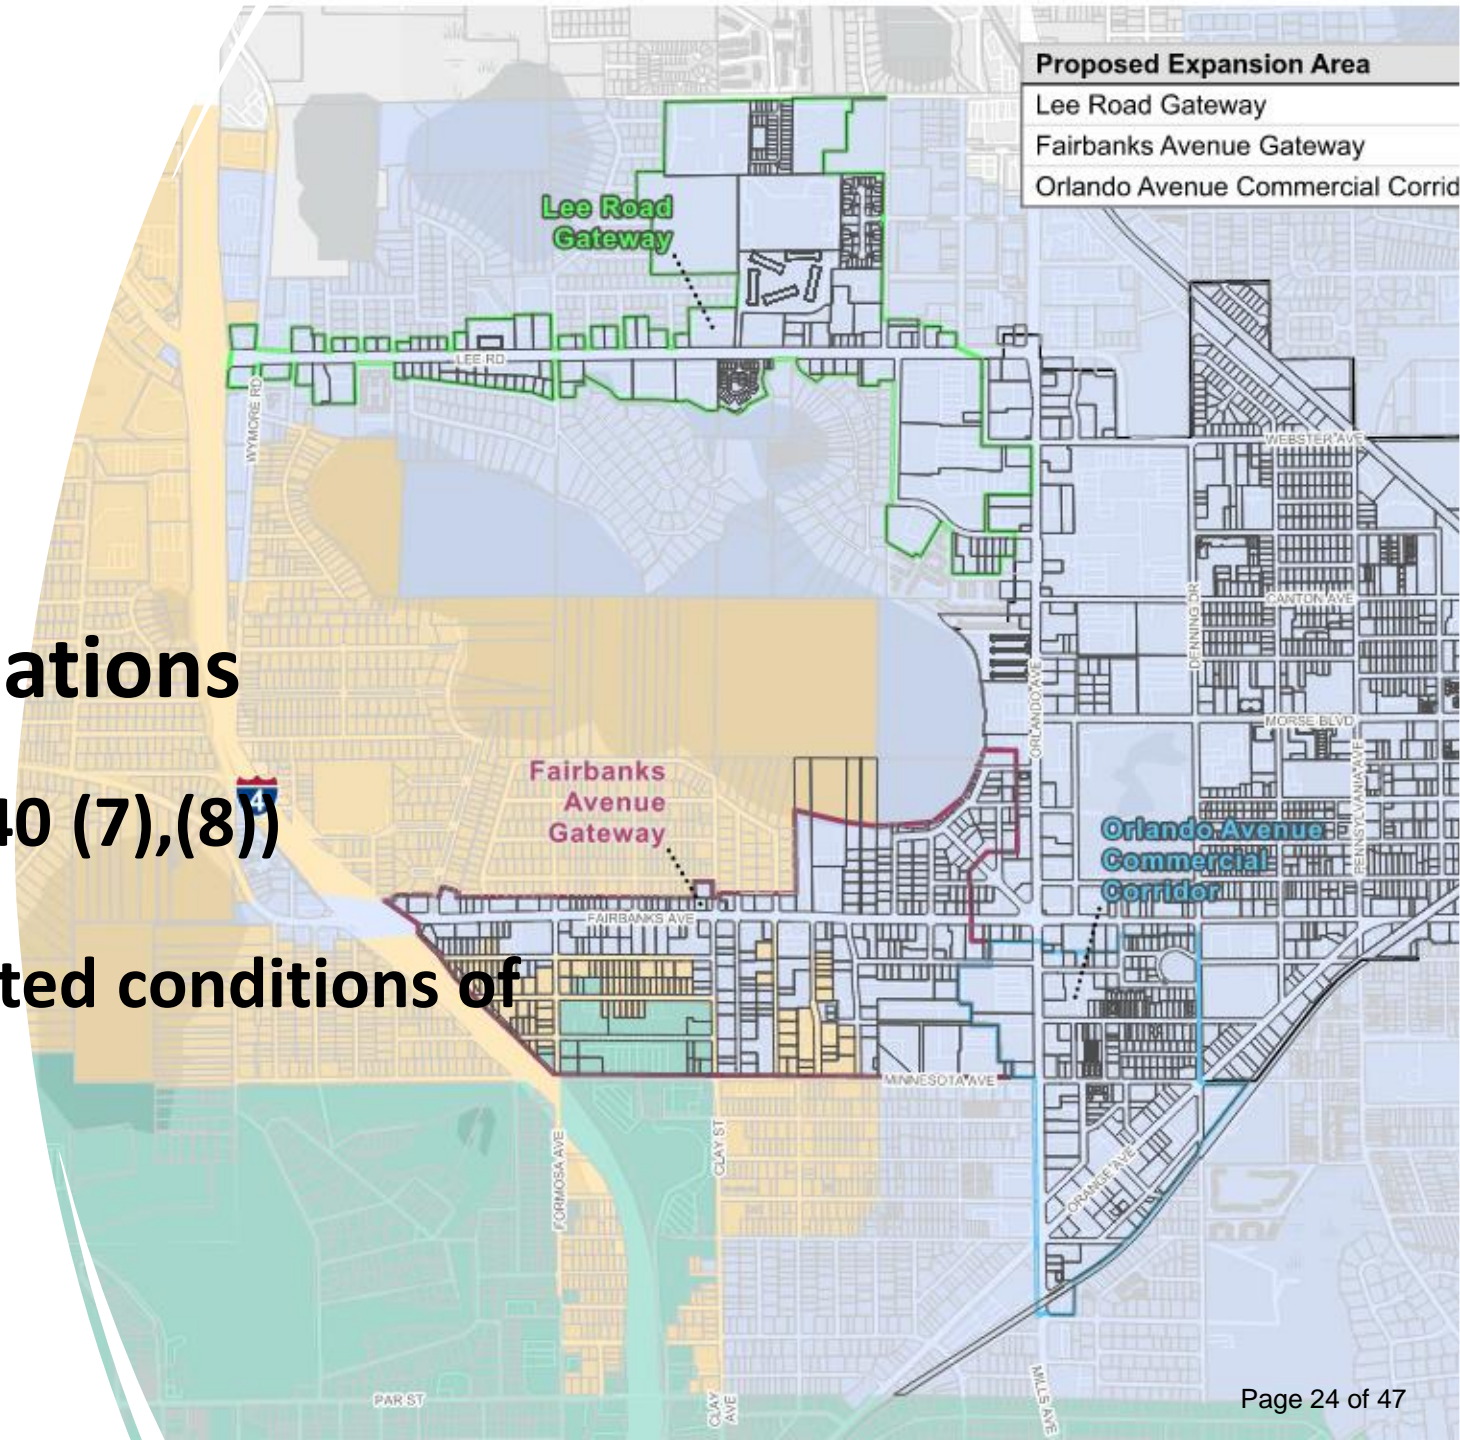 Proposed Expansion Area
Lee Road Gateway
Fairbanks Avenue Gateway
Orlando Avenue Commercial Corrid
Lee Road
Gateway
LEE RD
WYMORE RD
WEBSTER AVE
CANTON AVE
DENNING DR
ations
ORLANDO AVE
MORSE BLVD
PENNSYLVANIA AVE
Fairbanks
Avenue
Gateway
4
40 (7),(8))
Orlando Avenue
Commercial
Corridor
FAIRBANKS AVE
ted conditions of
MINNESOTA AVE
FORMOSA AVE
CLAY ST
ORANGE AVE
PAR ST
CLAY
AVE
MILLS AVE
Page 24 of 47